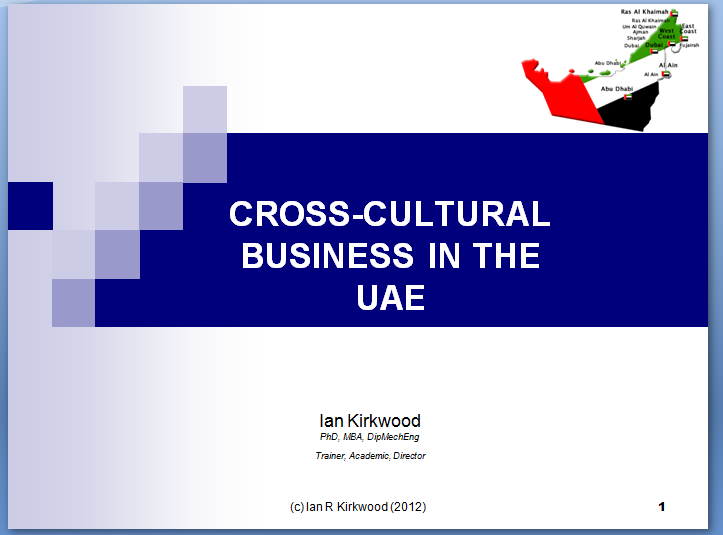 Ras Al Khaimah
Ras Al Khaimah
Um Al Quwain
Ajman
Sharjah
Dubai
West
Coast
East
Coast
Dubai
Fujairah
Abu Dhabi
Al Ain
Al Ain
Abu Dhabi
CROSS-CULTURAL
BUSINESS IN THE
UAE
Ian Kirkwood
PhD, MBA, DipMechEng
Trainer, Academic, Director
(c) Ian R Kirkwood (2012)
1